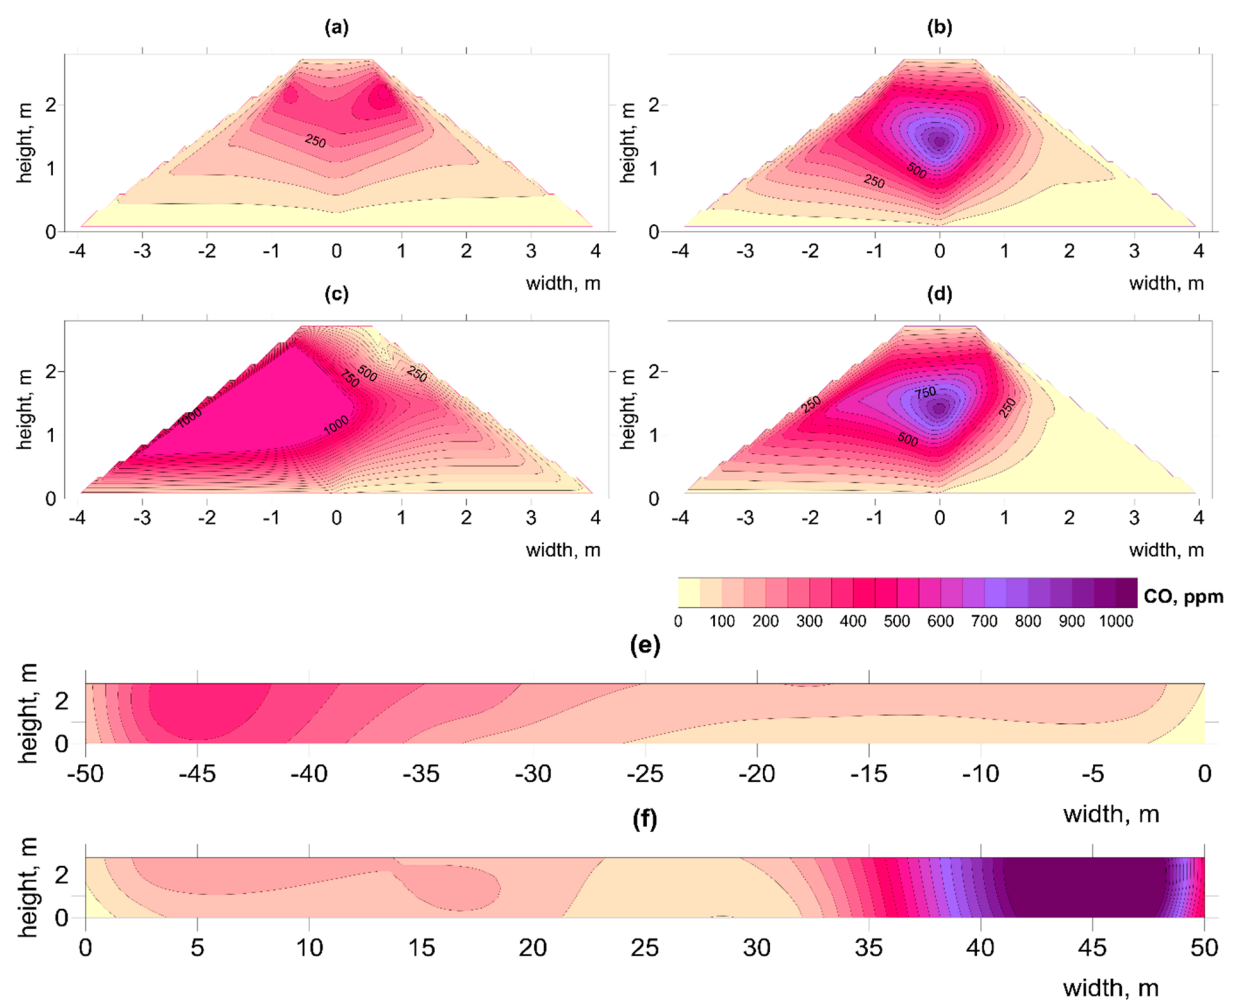 (a) (b)
height, m 2 1 0 250 height, m 2 1 0 500 250
-4 -3 -2 -1 0 1 2 3 4 -4 -3 -2 -1 0 1 2 3 4
width, m width, m
(c) (d)
height, m 2 1 0 1000 750 500 250 1000 height, m 2 1 0 250 750 500 250
-4 -3 -2 -1 0 1 2 3 4 -4 -3 -2 -1 0 1 2 3 4
width, m width, m
CO, ppm
0 100 200 300 400 500 600 700 800 900 1000
(e)
height, m 2 0
-50 -45 -40 -35 -30 -25 -20 -15 -10 -5 0
width, m
(f)
height, m 2 0
0 5 10 15 20 25 30 35 40 45 50
width, m